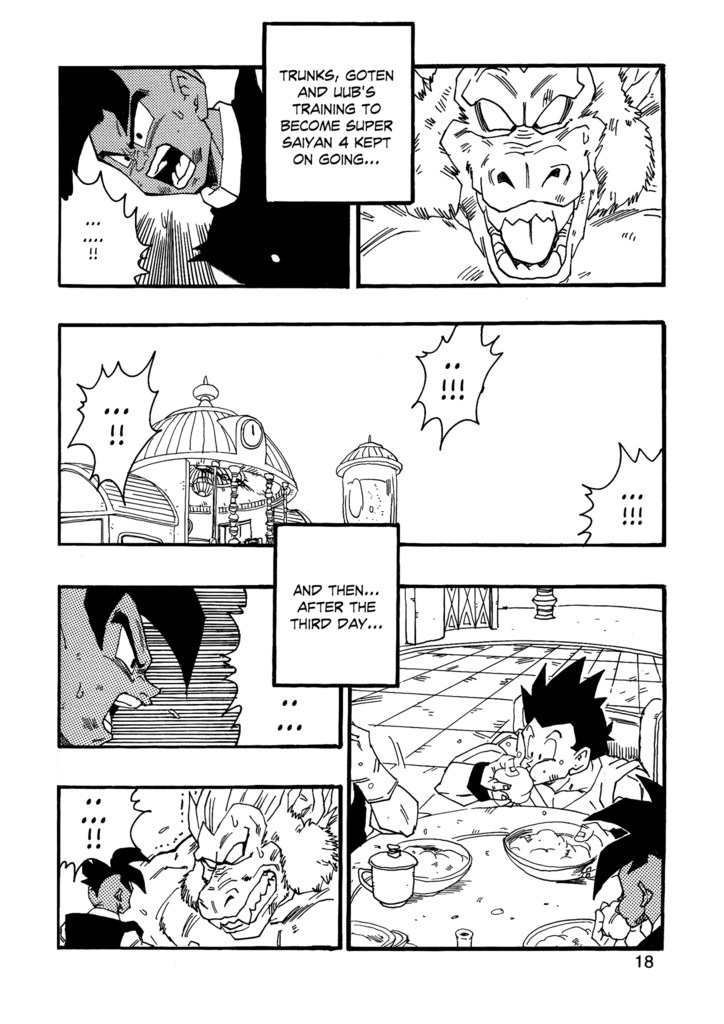 TRUNKS, GOTEN
AND UUB'S
TRAINING TO
BECOME SUPER
SAIYAN 4 KEPT
ON GOING...
...
....
!!
...
!!
..
!!!
...
!!!
AND THEN...
AFTER THE
THIRD DAY...
..
...
..
...
!!
18